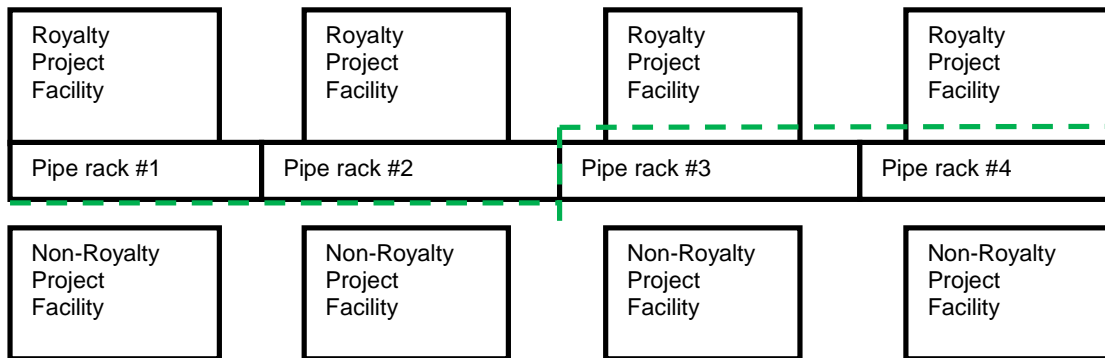 Royalty
Project
Facility
Royalty
Project
Facility
Royalty
Project
Facility
Royalty
Project
Facility
Pipe rack #1
Pipe rack #2
Pipe rack #3
Pipe rack #4
Non-Royalty
Project
Facility
Non-Royalty
Project
Facility
Non-Royalty
Project
Facility
Non-Royalty
Project
Facility